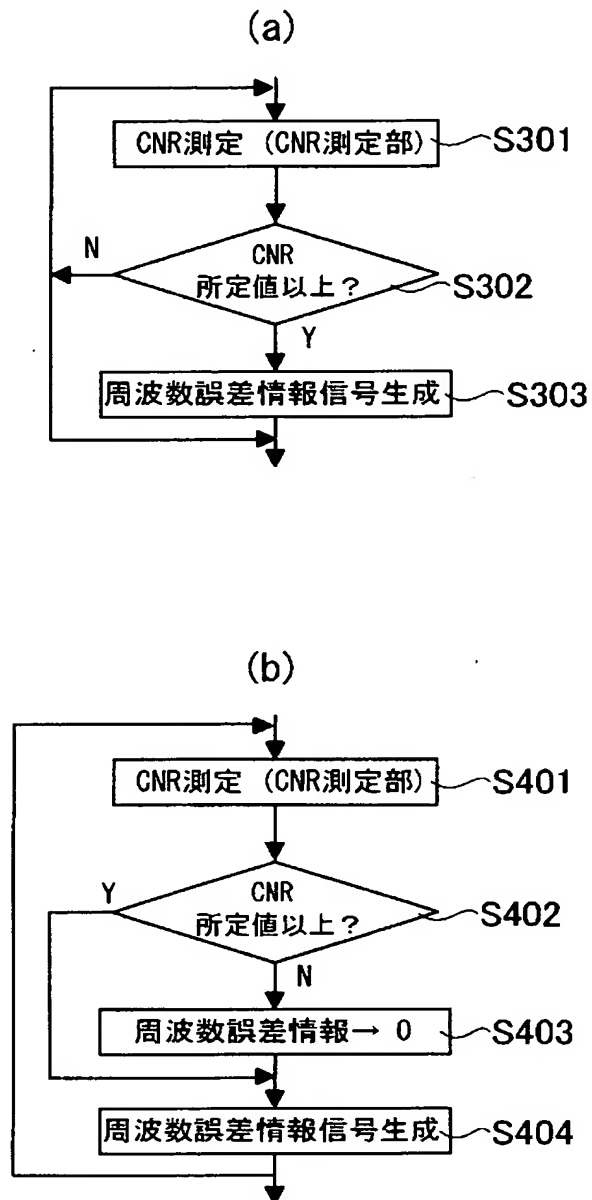 (a)
CNR測定 (CNR測定部)
S301
N
CNR
所定値以上?
S302
Y
周波数誤差情報信号生成
S303
(b)
CNR測定 (CNR測定部)
S401
Y
CNR
所定値以上?
S402
N
周波数誤差情報→ 0
S403
周波数誤差情報信号生成
S404